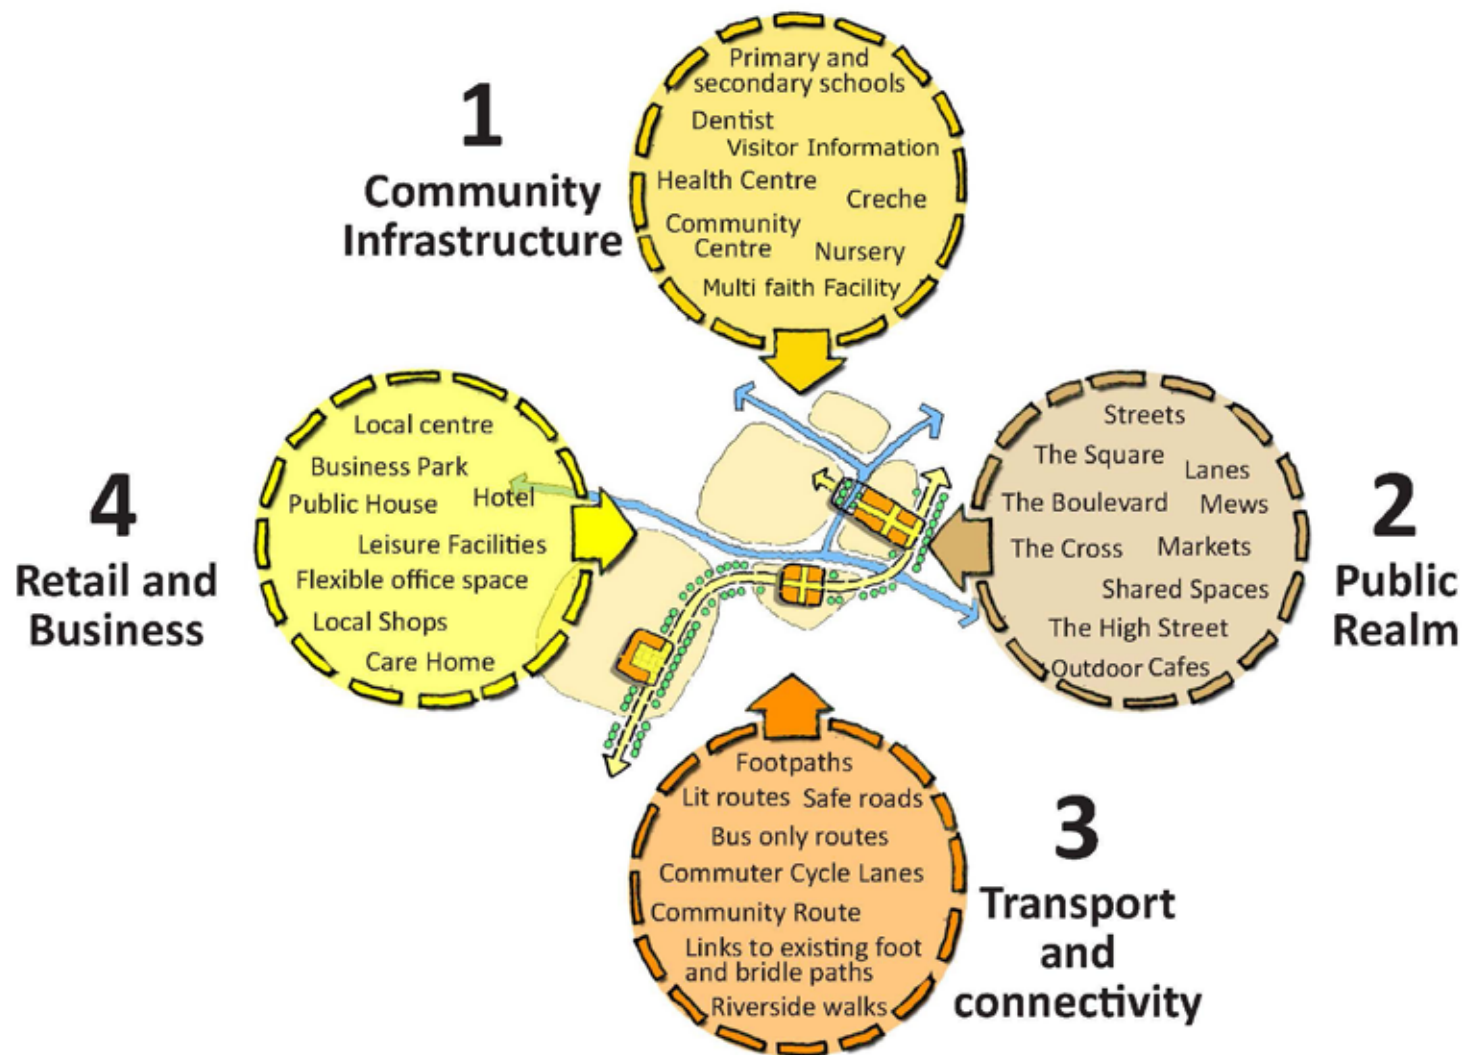 1
Community
Infrastructure
Primary and
secondary schools
Dentist
Visitor Information
Health Centre
Creche
Community
Centre
Nursery
Multi faith Facility
2
Public
Realm
Streets
The Square
Lanes
The Boulevard
Mews
The Cross
Markets
Shared Spaces
The High Street
Outdoor Cafes
3
Transport
and
connectivity
Footpaths
Lit routes
Safe roads
Bus only routes
Commuter Cycle Lanes
Community Route
Links to existing foot
and bridle paths
Riverside walks
4
Retail and
Business
Local centre
Business Park
Public House
Hotel
Leisure Facilities
Flexible office space
Local Shops
Care Home